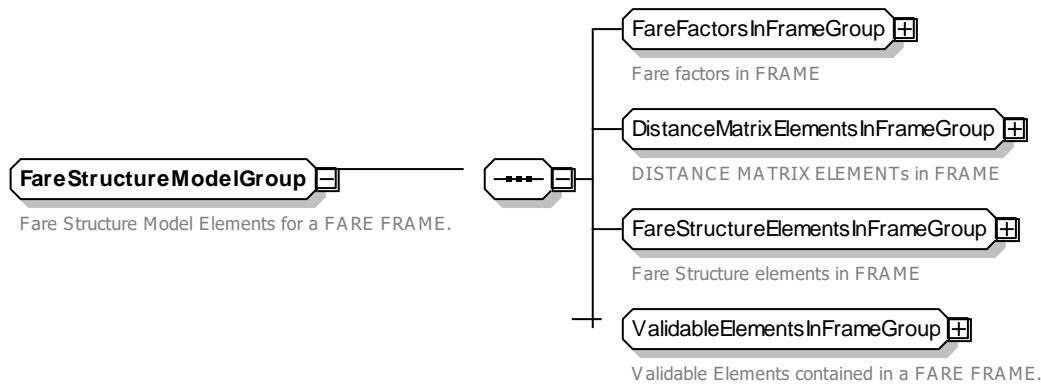 FareFactorsInFrameGroup
Fare factors in FRAME
DistanceMatrixElementsInFrameGroup
DISTANCE MATRIX ELEMENTs in FRAME
FareStructureModelGroup
Fare Structure Model Elements for a FARE FRAME.
FareStructureElementsInFrameGroup
Fare Structure elements in FRAME
ValidableElementsInFrameGroup
Validable Elements contained in a FARE FRAME.